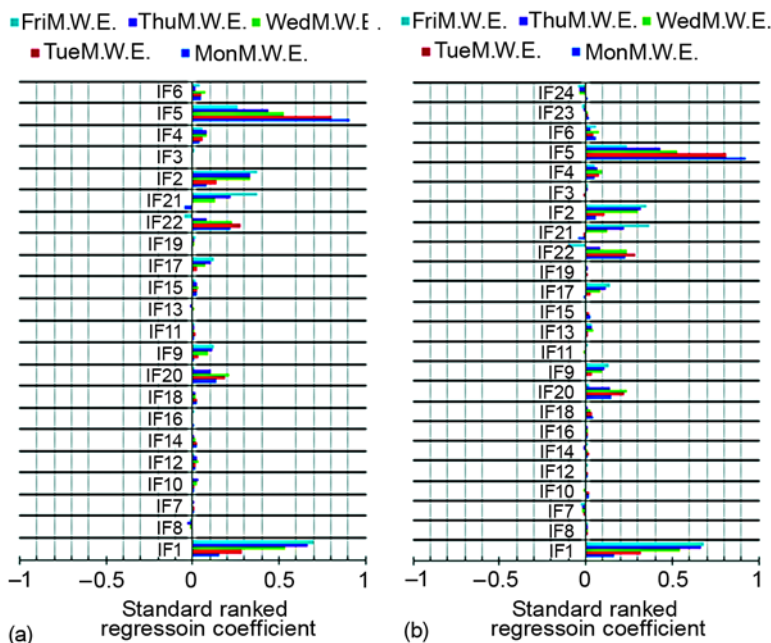 FriM.W.E. ThuM.W.E. WedM.W.E.
TueM.W.E. MonM.W.E.
IF6
IF5
IF4
IF3
IF2
IF21
IF22
IF19
IF17
IF15
IF13
IF11
IF9
IF20
IF18
IF16
IF14
IF12
IF10
IF7
IF8
IF1
−1 −0.5 0 0.5 1
Standard ranked
regressoin coefficient
(a)
FriM.W.E. ThuM.W.E. WedM.W.E.
TueM.W.E. MonM.W.E.
IF24
IF23
IF6
IF5
IF4
IF3
IF2
IF21
IF22
IF19
IF17
IF15
IF13
IF11
IF9
IF20
IF18
IF16
IF14
IF12
IF10
IF7
IF8
IF1
−1 −0.5 0 0.5 1
Standard ranked
regressoin coefficient
(b)